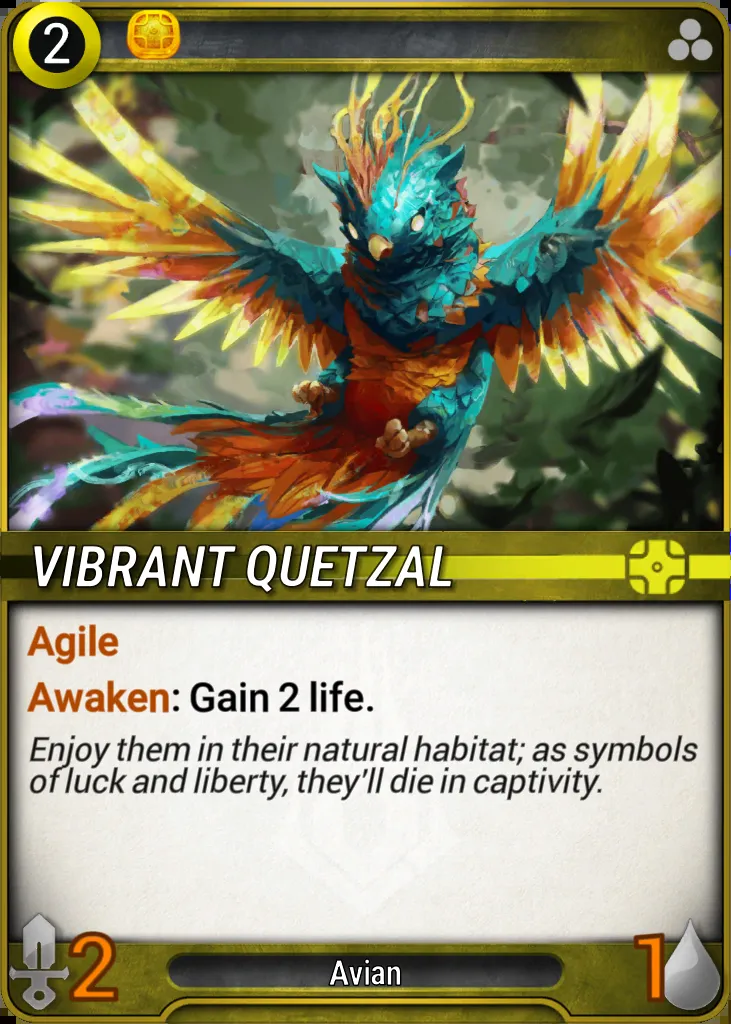 2
VIBRANT QUETZAL
Agile
Awaken: Gain 2 life.
Enjoy them in their natural habitat; as symbols
of luck and liberty, they'll die in captivity.
2
Avian
1